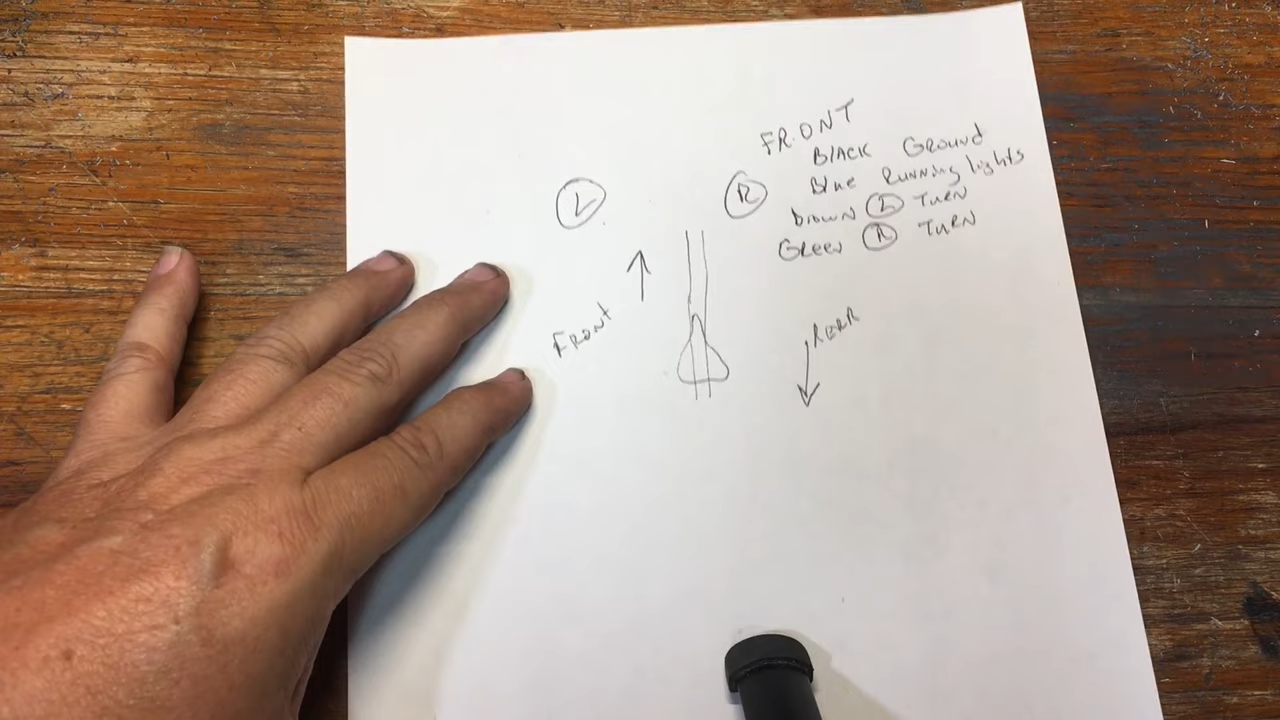 FRONT
BLACK GROUND
Blue Running lights
Brown L TURN
Green R TURN
L
R
FRONT
REAR